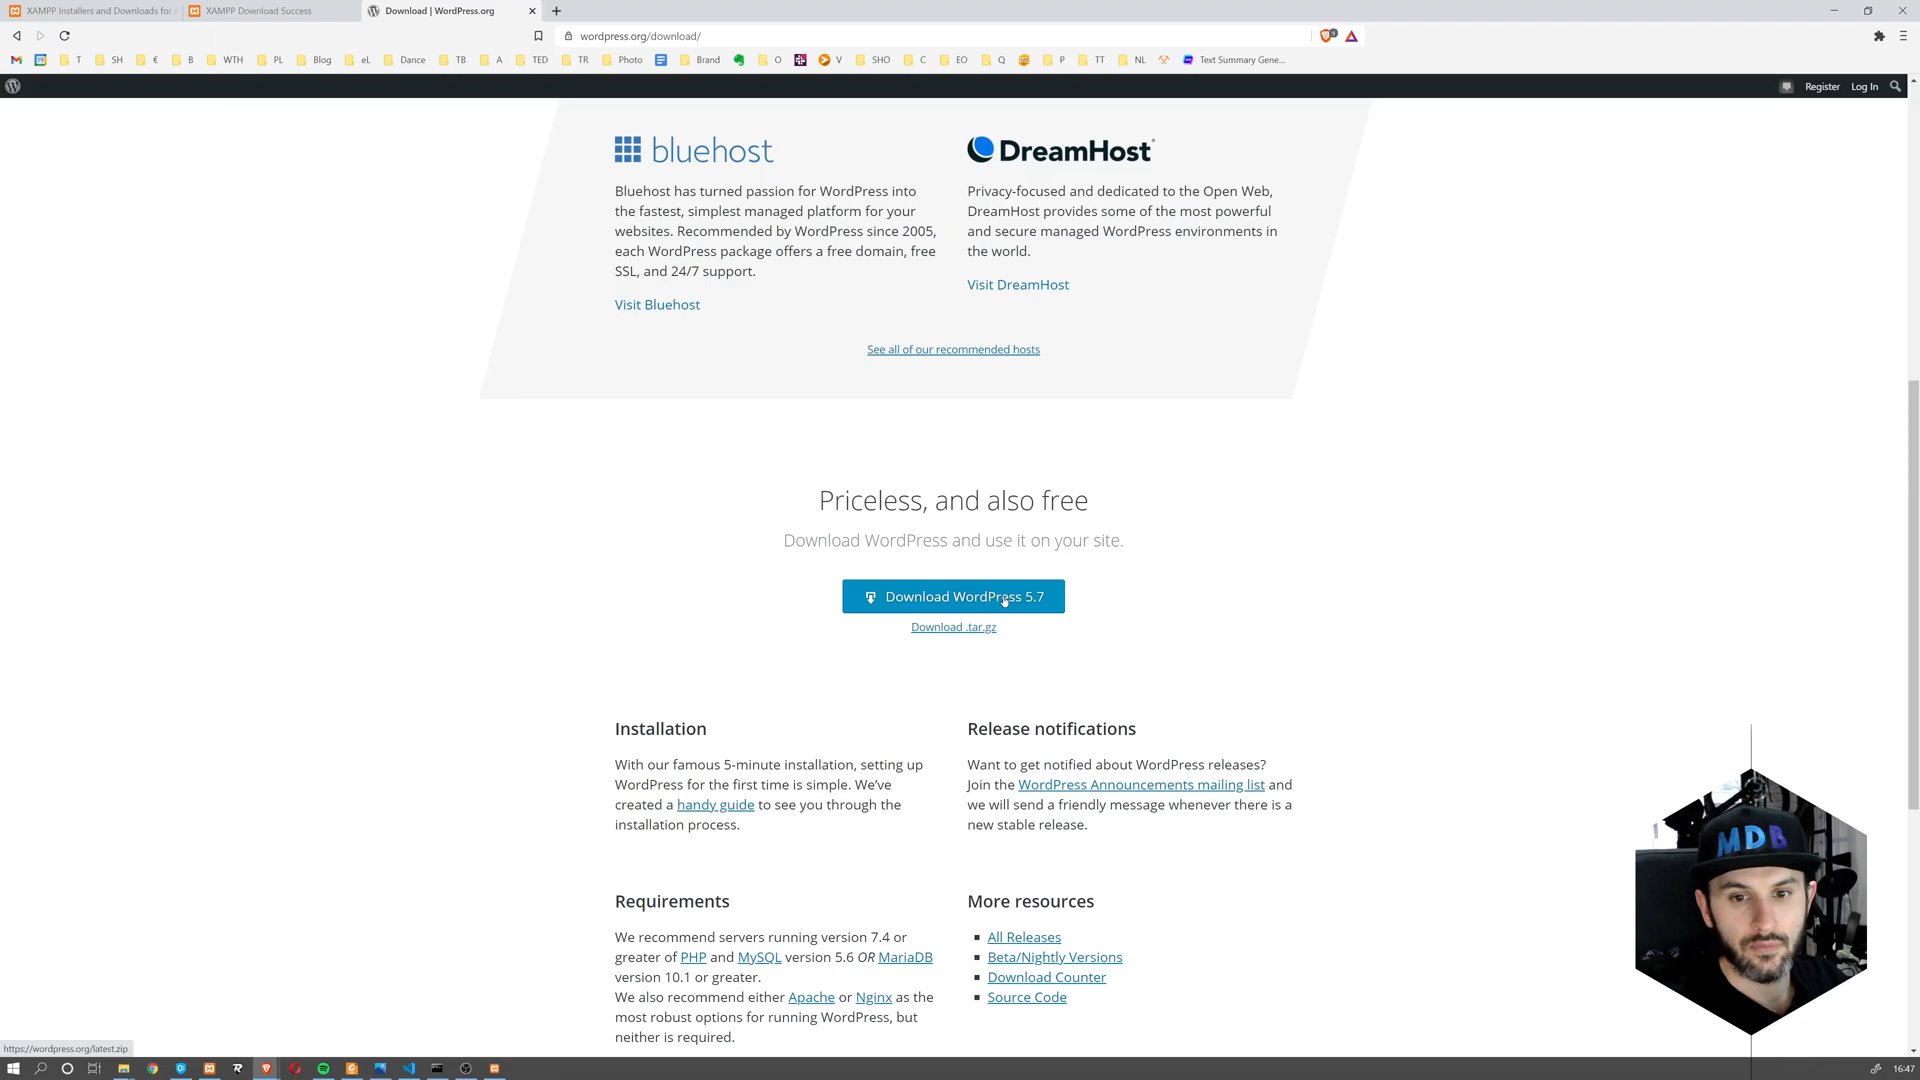 XAMPP Installers and Downloads for
XAMPP Download Success
Download | WordPress.org
wordpress.org/download/
T SH € B WTH PL Blog eL Dance TB A TED TR Photo Brand O V SHO C EO Q P TT NL Text Summary Gene...
Register Log In
bluehost
Bluehost has turned passion for WordPress into
the fastest, simplest managed platform for your
websites. Recommended by WordPress since 2005,
each WordPress package offers a free domain, free
SSL, and 24/7 support.
Visit Bluehost
DreamHost
Privacy-focused and dedicated to the Open Web,
DreamHost provides some of the most powerful
and secure managed WordPress environments in
the world.
Visit DreamHost
See all of our recommended hosts
Priceless, and also free
Download WordPress and use it on your site.
Download WordPress 5.7
Download .tar.gz
Installation
With our famous 5-minute installation, setting up
WordPress for the first time is simple. We’ve
created a handy guide to see you through the
installation process.
Release notifications
Want to get notified about WordPress releases?
Join the WordPress Announcements mailing list and
we will send a friendly message whenever there is a
new stable release.
Requirements
We recommend servers running version 7.4 or
greater of PHP and MySQL version 5.6 OR MariaDB
version 10.1 or greater.
We also recommend either Apache or Nginx as the
most robust options for running WordPress, but
neither is required.
More resources
All Releases
Beta/Nightly Versions
Download Counter
Source Code
MDB
https://wordpress.org/latest.zip
16:47